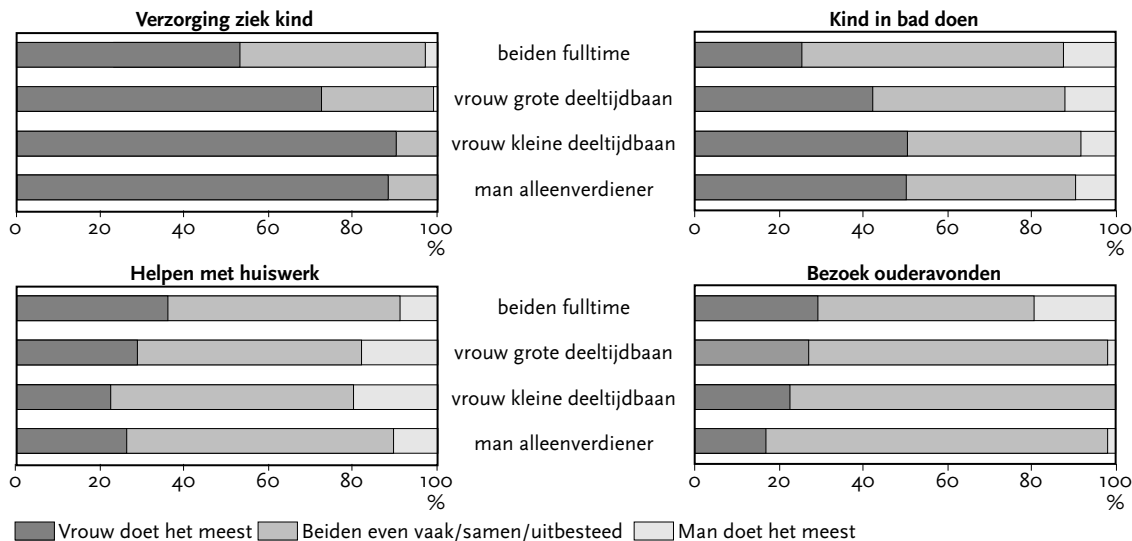 Verzorging ziek kind
Kind in bad doen
beiden fulltime
vrouw grote deeltijdbaan
vrouw kleine deeltijdbaan
man alleenverdiener
0 20 40 60 80 100
%
0 20 40 60 80 100
%
Helpen met huiswerk
Bezoek ouderavonden
beiden fulltime
vrouw grote deeltijdbaan
vrouw kleine deeltijdbaan
man alleenverdiener
0 20 40 60 80 100
%
0 20 40 60 80 100
%
Vrouw doet het meest Beiden even vaak/samen/uitbesteed Man doet het meest